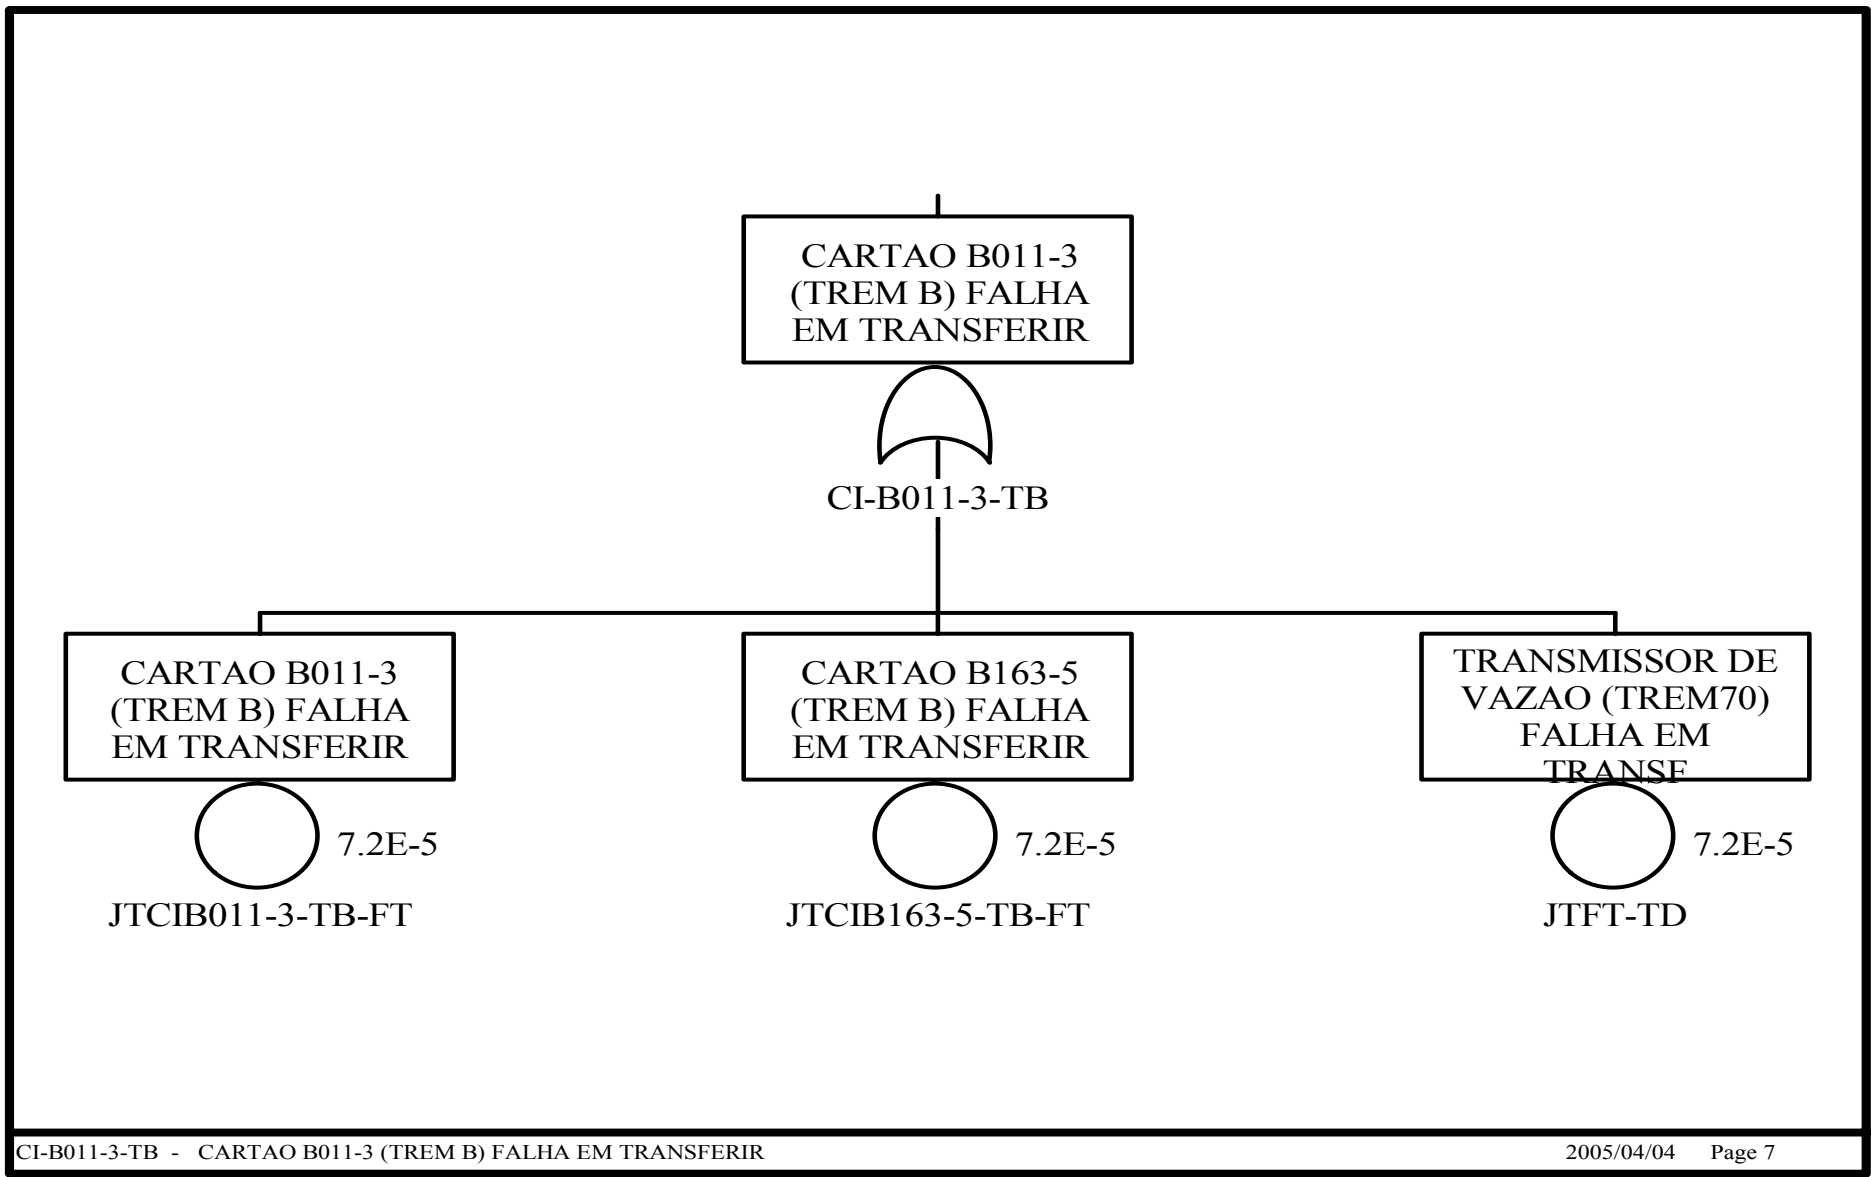 CARTAO B011-3
(TREM B) FALHA
EM TRANSFERIR
CI-B011-3-TB
CARTAO B011-3
(TREM B) FALHA
EM TRANSFERIR
7.2E-5
JTCIB011-3-TB-FT
CARTAO B163-5
(TREM B) FALHA
EM TRANSFERIR
7.2E-5
JTCIB163-5-TB-FT
TRANSMISSOR DE
VAZAO (TREM70)
FALHA EM
TRANSF
7.2E-5
JTFT-TD
CI-B011-3-TB - CARTAO B011-3 (TREM B) FALHA EM TRANSFERIR
2005/04/04 Page 7